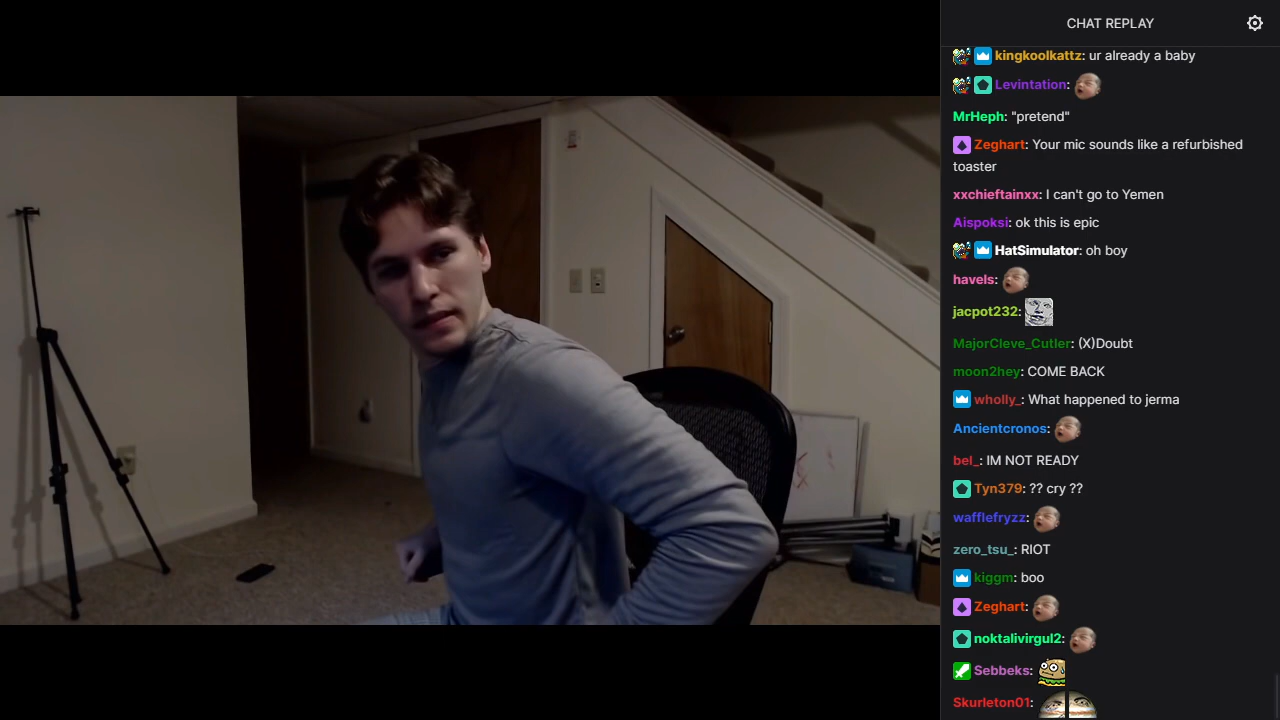 CHAT REPLAY
kingkoolkattz: ur already a baby
Levintation:
MrHeph: "pretend"
Zeghart: Your mic sounds like a refurbished
toaster
xxchieftainxx: I can't go to Yemen
Aispoksi: ok this is epic
HatSimulator: oh boy
havels:
jacpot232:
MajorCleve_Cutler: (X)Doubt
moon2hey: COME BACK
wholly_: What happened to jerma
Ancientcronos:
bel_: IM NOT READY
Tyn379: ?? cry ??
wafflefryzz:
zero_tsu_: RIOT
kiggm: boo
Zeghart:
noktalivirgul2:
Sebbeks:
Skurleton01: